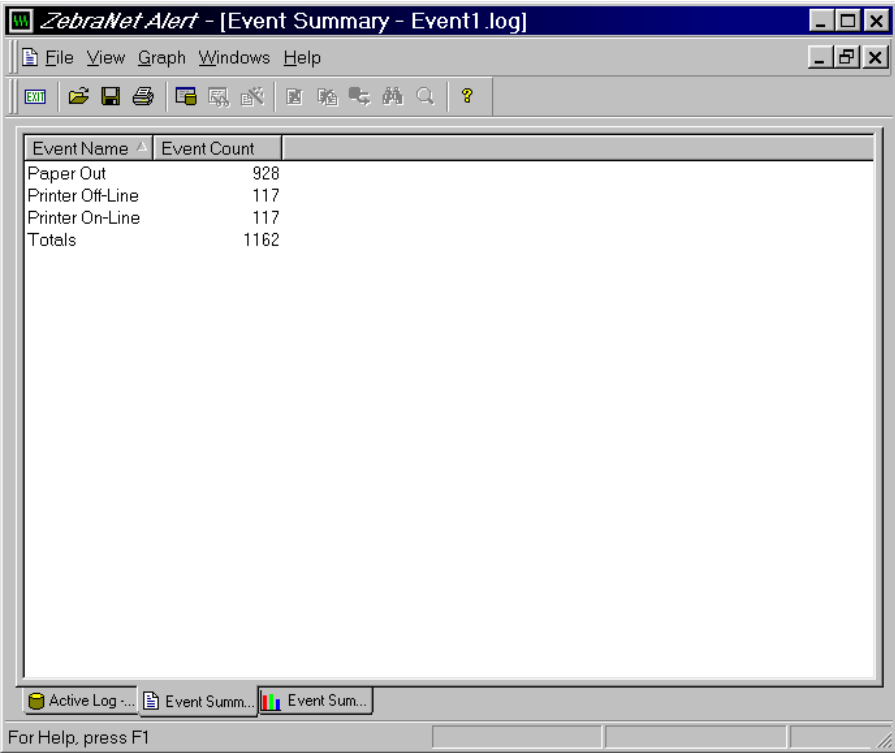 ZebraNet Alert - [Event Summary - Event1.log]
File View Graph Windows Help
EXIT
Event Name Event Count
Paper Out 928
Printer Off-Line 117
Printer On-Line 117
Totals 1162
Active Log -... Event Summ... Event Sum...
For Help, press F1